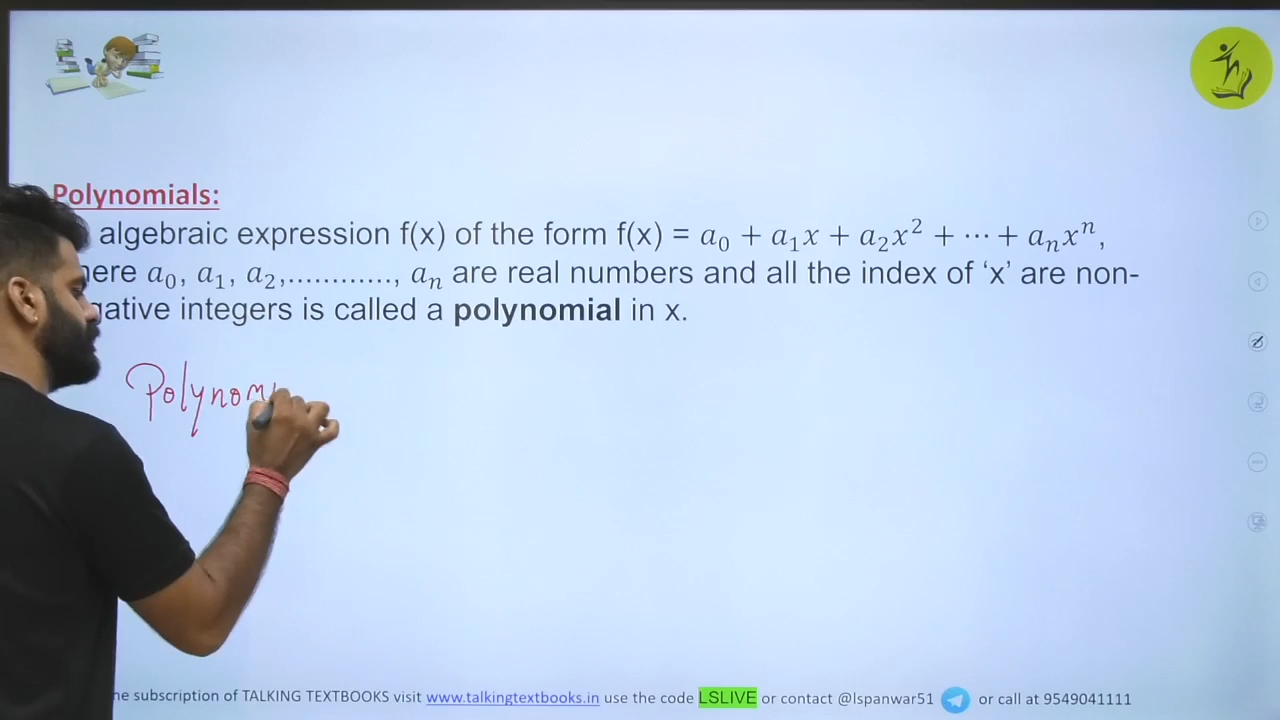 Polynomials:
algebraic expression f(x) of the form f(x) = a₀ + a₁x + a₂x² + ⋯ + aₙxⁿ,
here a₀, a₁, a₂,............., aₙ are real numbers and all the index of ‘x’ are non-
gative integers is called a polynomial in x.
Polynom
he subscription of TALKING TEXTBOOKS visit www.talkingtextbooks.in use the code LSLIVE or contact @lspanwar51 or call at 9549041111